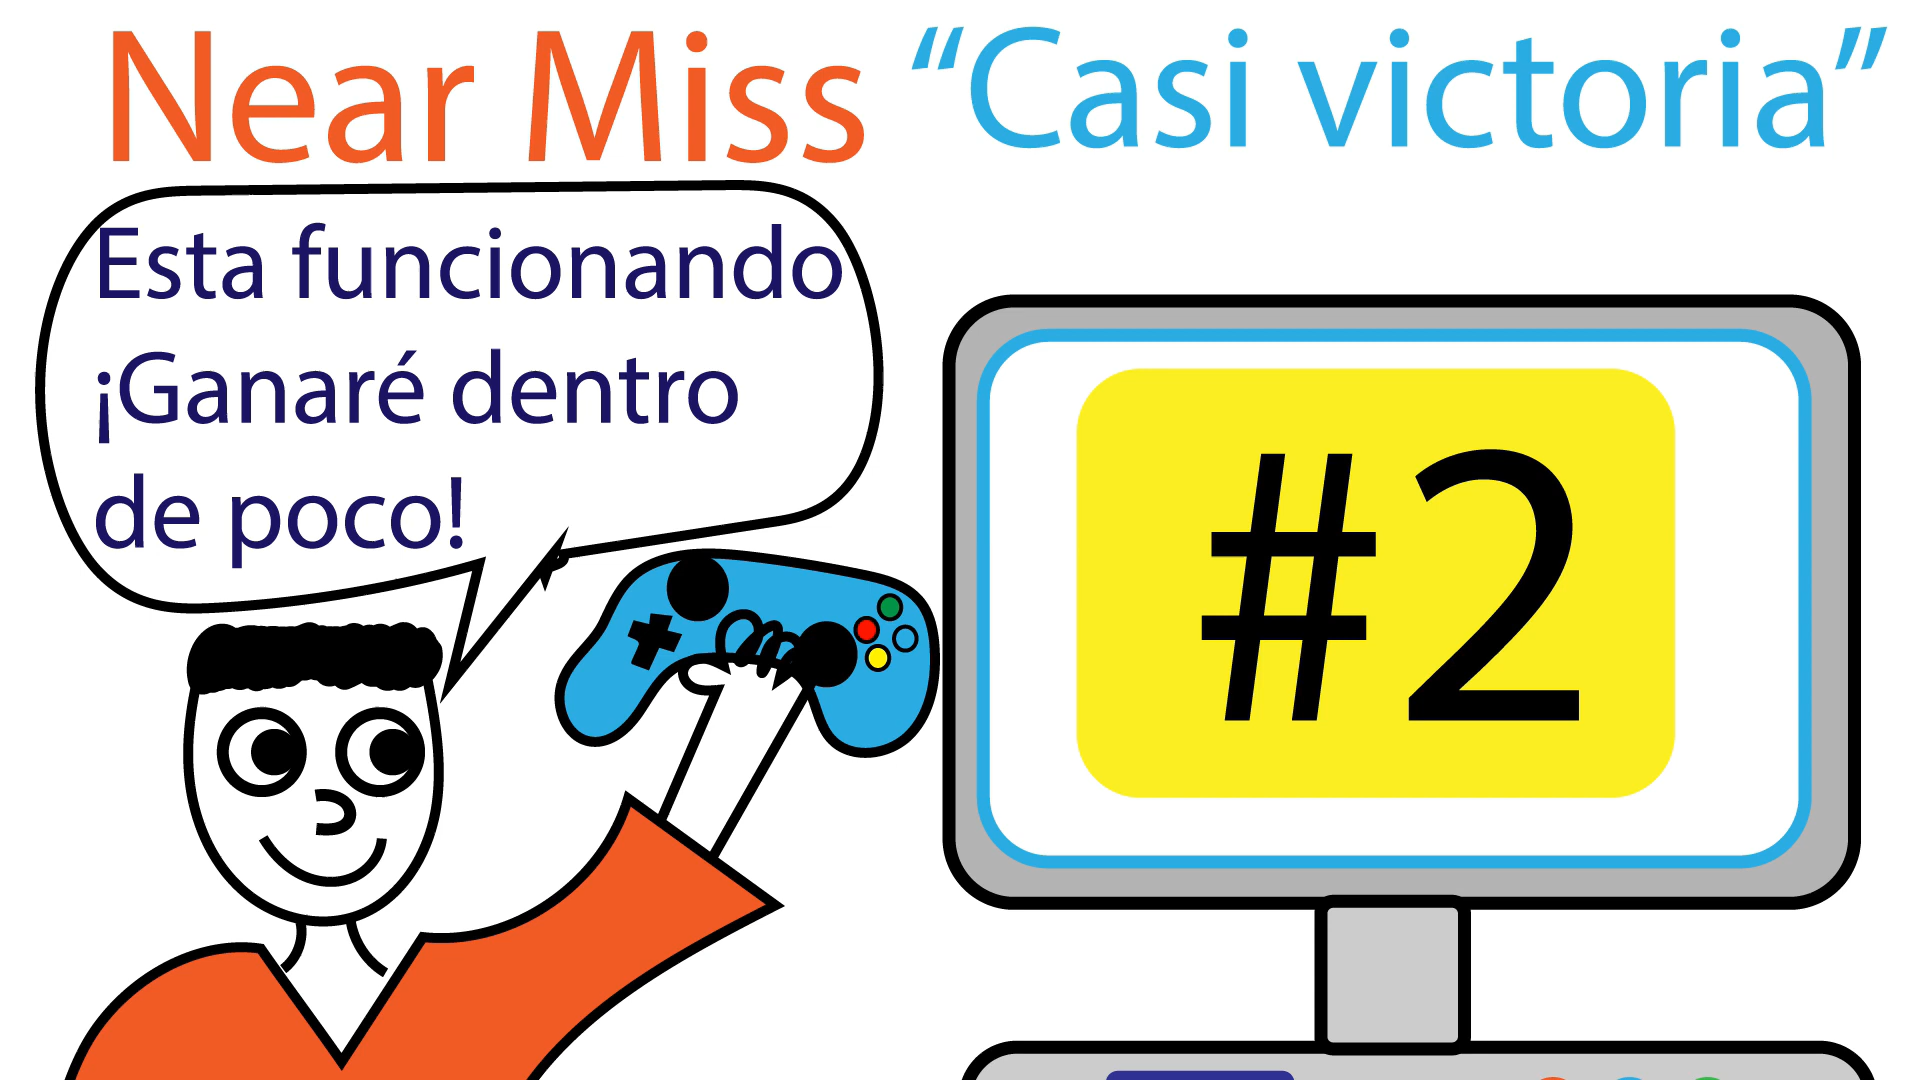 Near Miss “Casi victoria”
Esta funcionando
¡Ganaré dentro
de poco!
#2